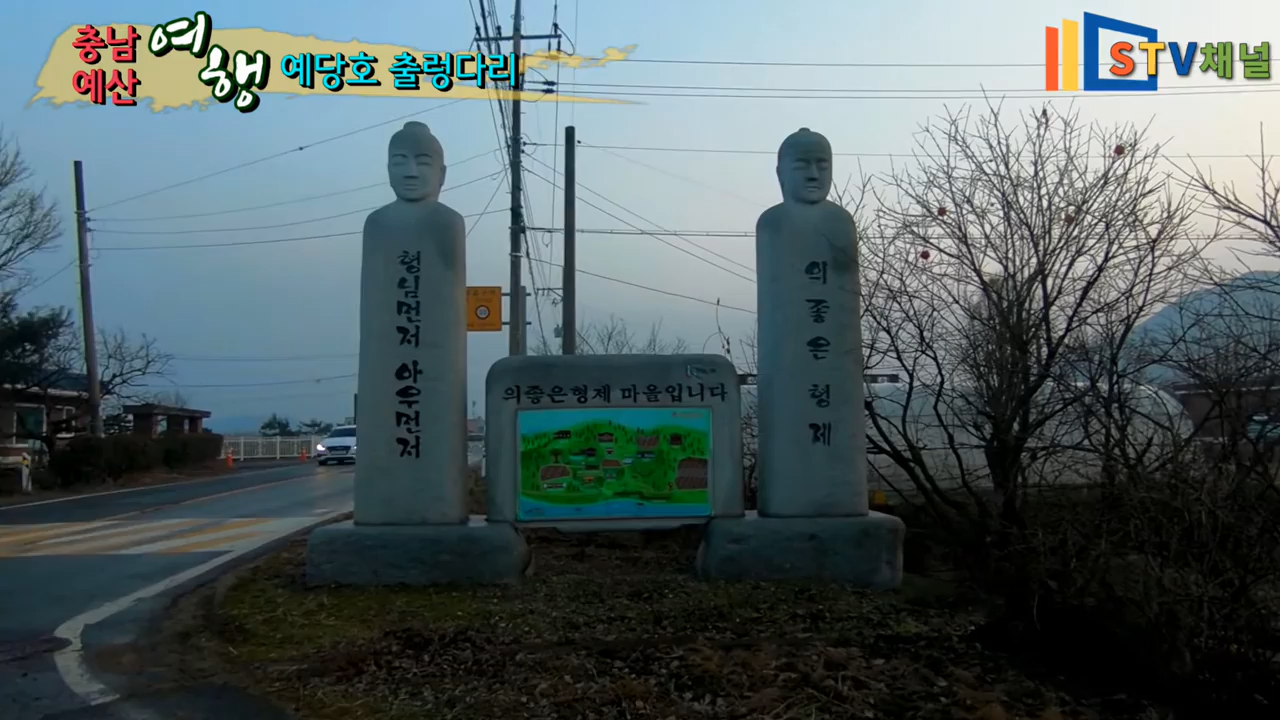 충남
예산
여행
예당호 출렁다리
STV채널
형님먼저 아우먼저
의좋은형제 마을입니다
의좋은형제